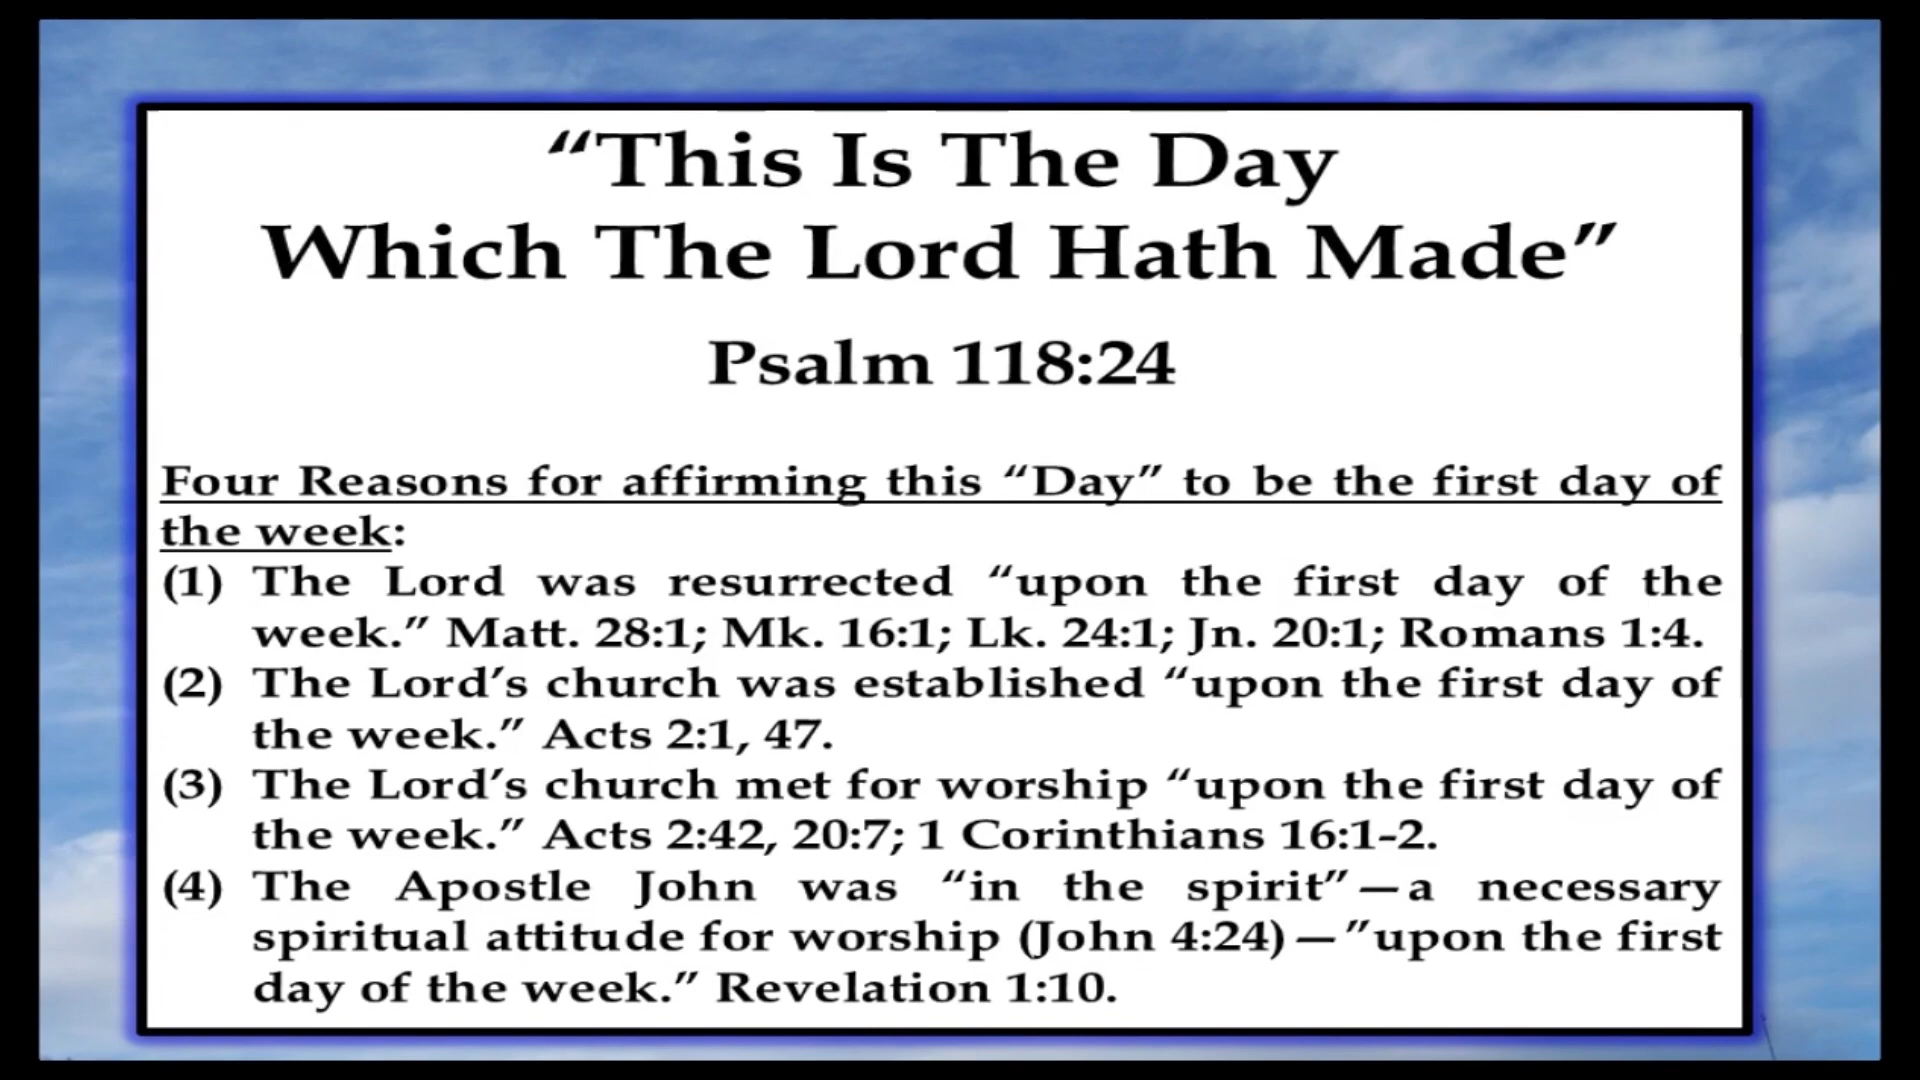 “This Is The Day
Which The Lord Hath Made”
Psalm 118:24
Four Reasons for affirming this “Day” to be the first day of
the week:
(1) The Lord was resurrected “upon the first day of the
week.” Matt. 28:1; Mk. 16:1; Lk. 24:1; Jn. 20:1; Romans 1:4.
(2) The Lord’s church was established “upon the first day of
the week.” Acts 2:1, 47.
(3) The Lord’s church met for worship “upon the first day of
the week.” Acts 2:42, 20:7; 1 Corinthians 16:1-2.
(4) The Apostle John was “in the spirit”—a necessary
spiritual attitude for worship (John 4:24)—”upon the first
day of the week.” Revelation 1:10.